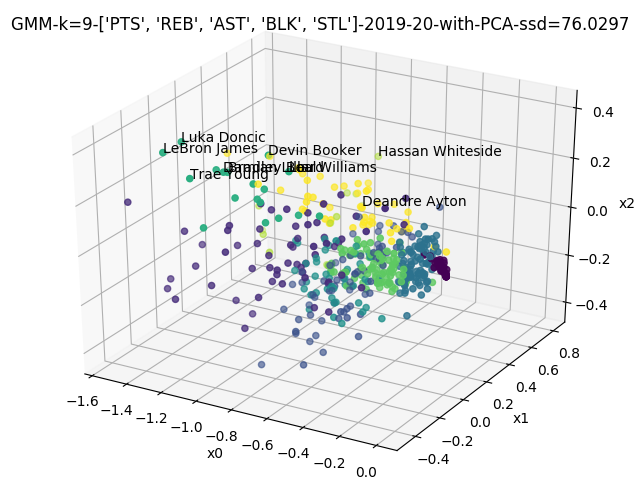 GMM-k=9-['PTS', 'REB', 'AST', 'BLK', 'STL']-2019-20-with-PCA-ssd=76.0297
Luka Doncic
LeBron James
Devin Booker
Hassan Whiteside
Williams
Trae Young
Deandre Ayton
0.4
0.2
0.0
−0.2
−0.4
x2
−1.6
−1.4
−1.2
−1.0
−0.8
−0.6
−0.4
−0.2
0.0
x0
−0.4
−0.2
0.0
0.2
0.4
0.6
0.8
x1